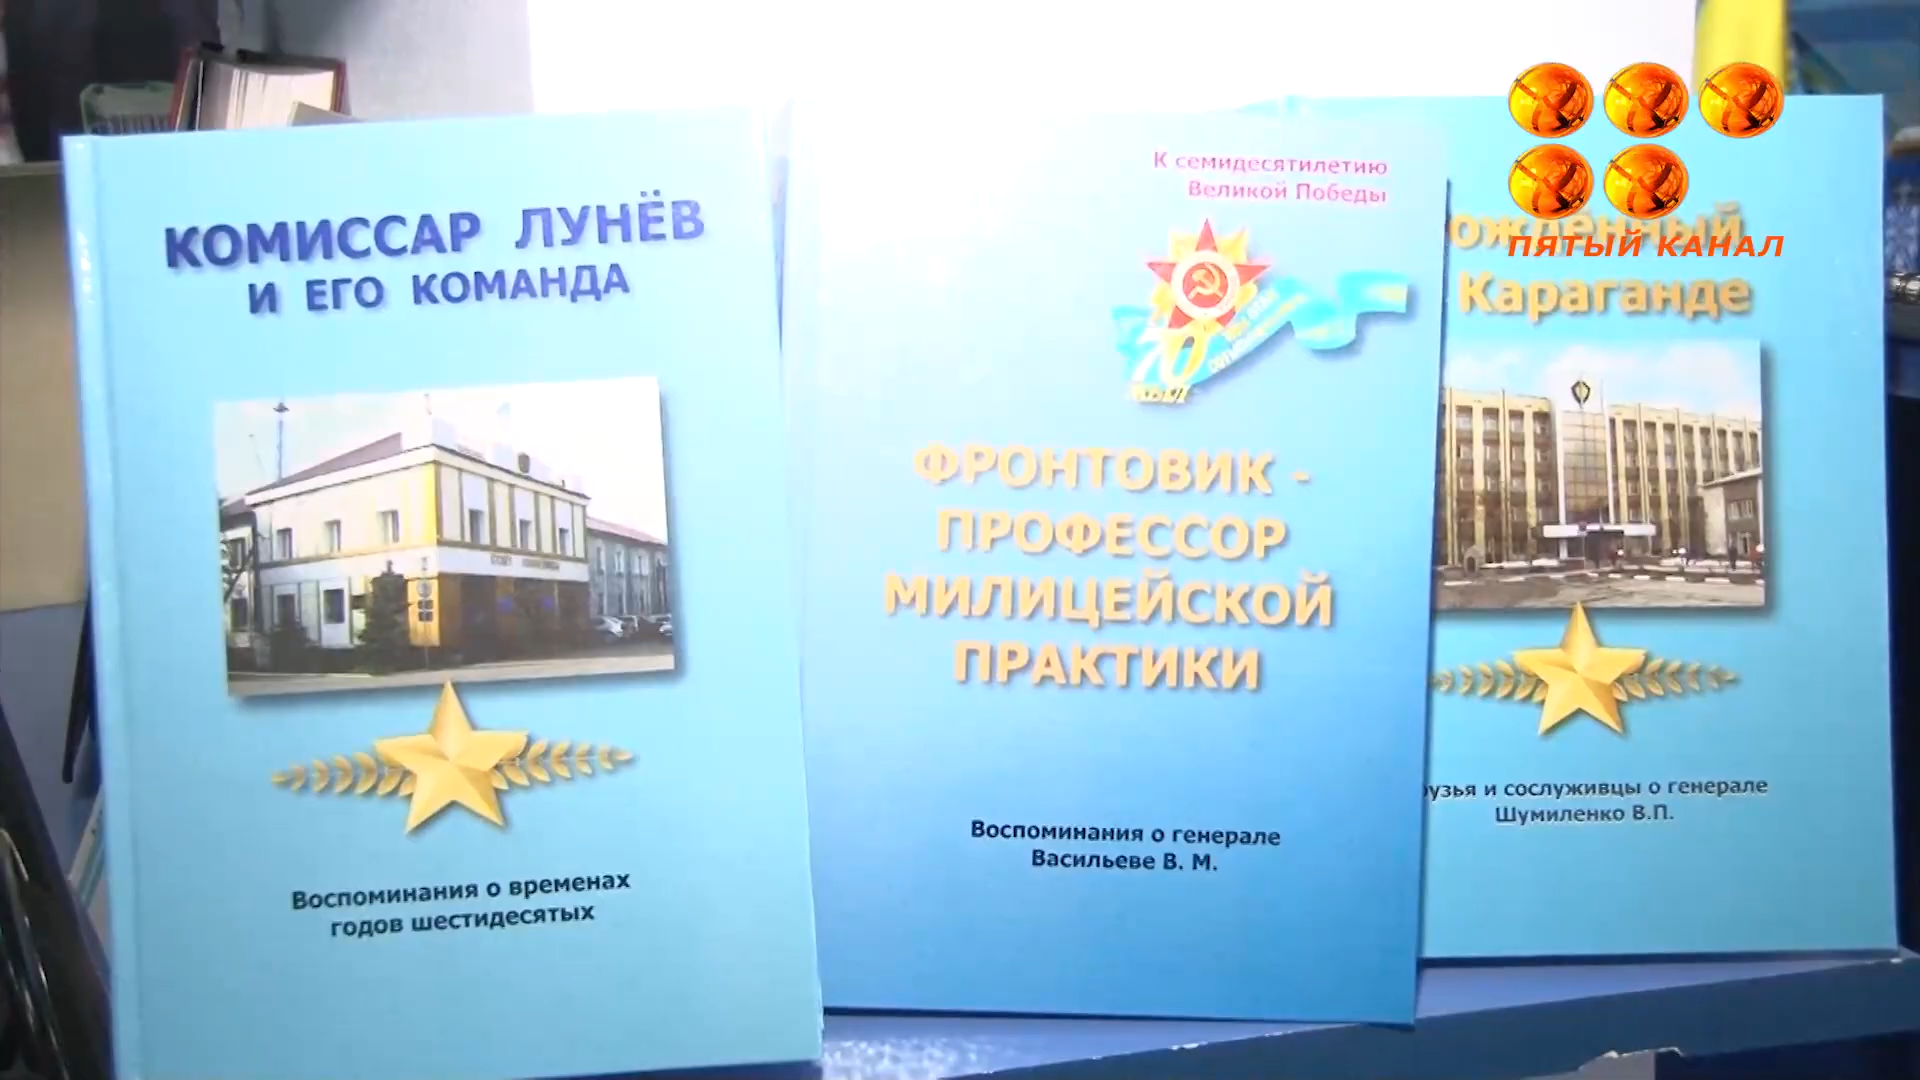 КОМИССАР ЛУНЁВ
И ЕГО КОМАНДА
Воспоминания о временах
годов шестидесятых
К семидесятилетию
Великой Победы
70
ФРОНТОВИК -
ПРОФЕССОР
МИЛИЦЕЙСКОЙ
ПРАКТИКИ
Воспоминания о генерале
Васильеве В. М.
ПЯТЫЙ КАНАЛ
Караганде
и сослуживцы о генерале
Шумиленко В.П.